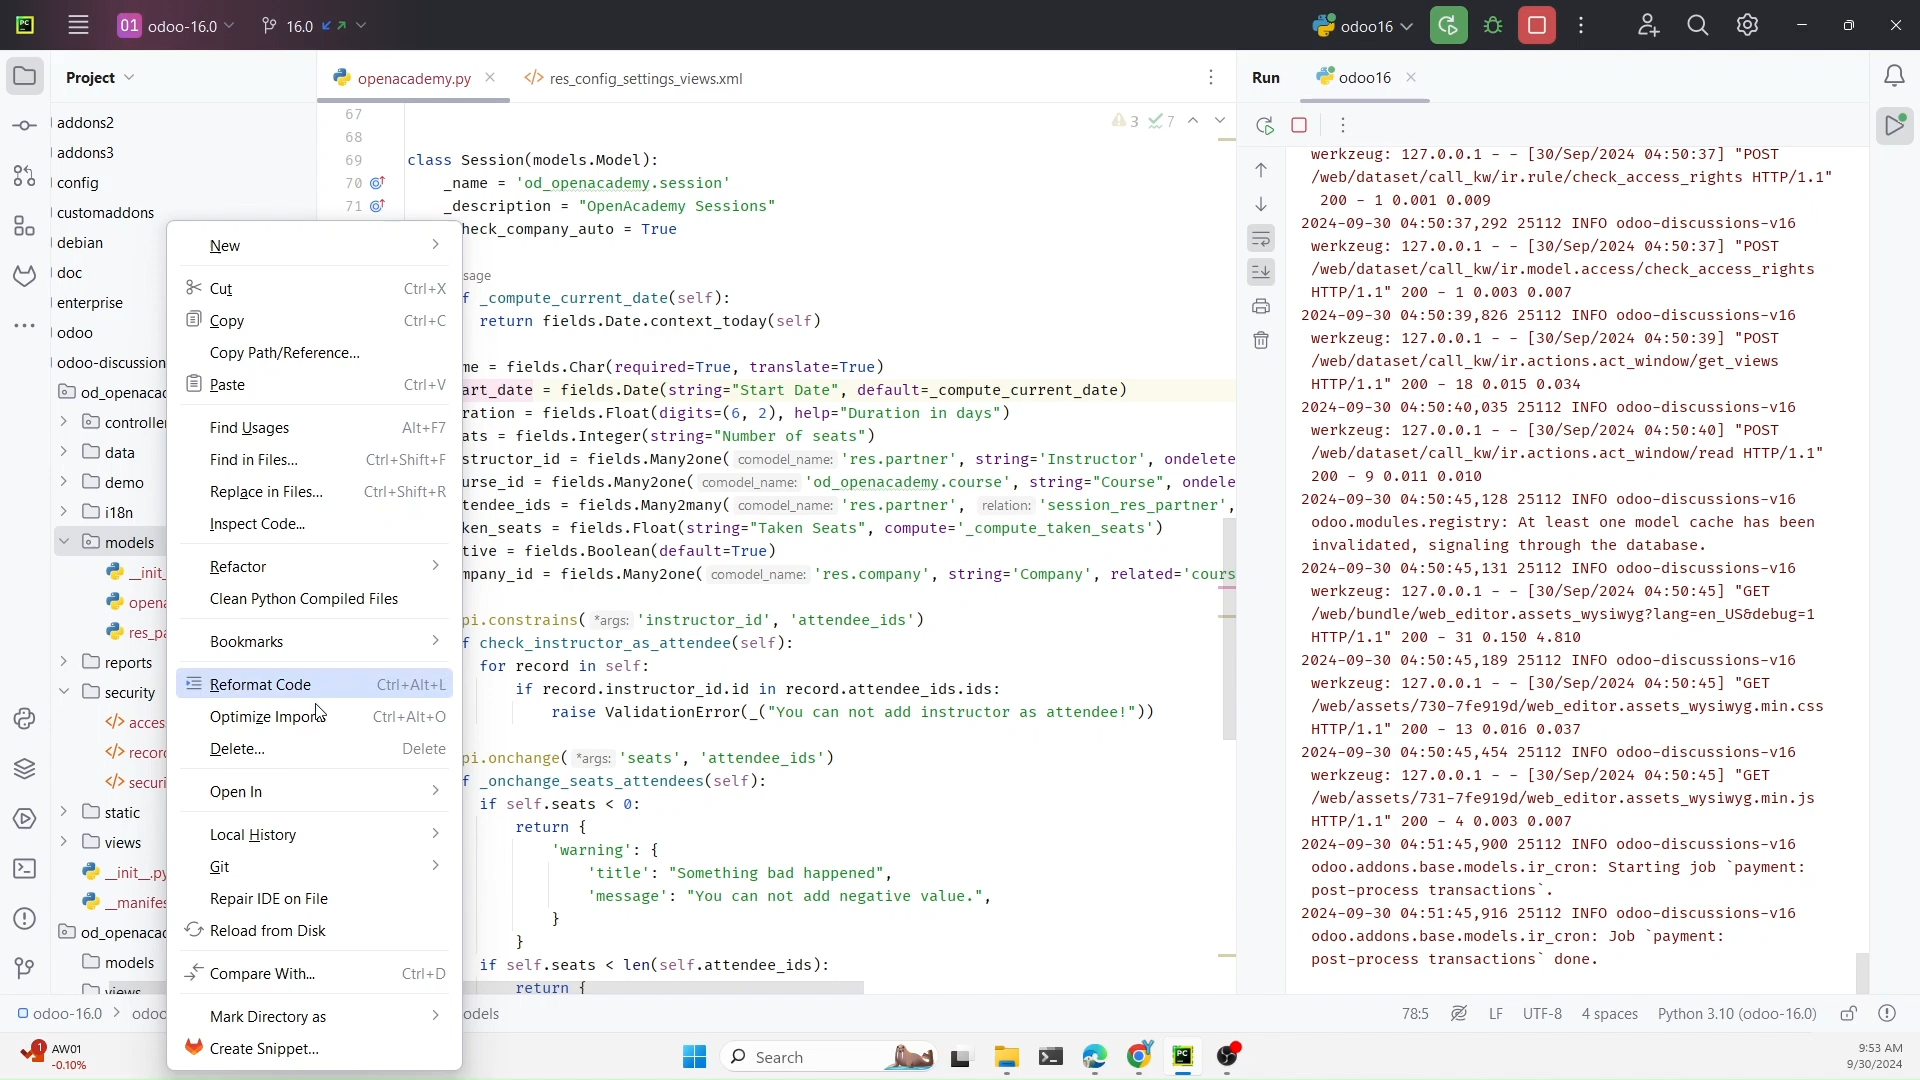 01 odoo-16.0
16.0
odoo16
Project
openacademy.py
res_config_settings_views.xml
Run
odoo16
addons2
addons3
config
customaddons
debian
doc
enterprise
odoo
odoo-discussion
od_openacad
controller
data
demo
i18n
models
__init_
opena
res_pa
reports
security
acces
record
securi
static
views
__init__.py
__manifes
od_openacad
models
views
New
Cut Ctrl+X
Copy Ctrl+C
Copy Path/Reference...
Paste Ctrl+V
Find Usages Alt+F7
Find in Files... Ctrl+Shift+F
Replace in Files... Ctrl+Shift+R
Inspect Code...
Refactor
Clean Python Compiled Files
Bookmarks
Reformat Code Ctrl+Alt+L
Optimize Imports Ctrl+Alt+O
Delete... Delete
Open In
Local History
Git
Repair IDE on File
Reload from Disk
Compare With... Ctrl+D
Mark Directory as
Create Snippet...
3 7
67
68
69 class Session(models.Model):
70 _name = 'od_openacademy.session'
71 _description = "OpenAcademy Sessions"
heck_company_auto = True
sage
f _compute_current_date(self):
return fields.Date.context_today(self)
me = fields.Char(required=True, translate=True)
art_date = fields.Date(string="Start Date", default=_compute_current_date)
ration = fields.Float(digits=(6, 2), help="Duration in days")
ats = fields.Integer(string="Number of seats")
structor_id = fields.Many2one( comodel_name: 'res.partner', string='Instructor', ondelete
urse_id = fields.Many2one( comodel_name: 'od_openacademy.course', string="Course", ondele
tendee_ids = fields.Many2many( comodel_name: 'res.partner', relation: 'session_res_partner',
ken_seats = fields.Float(string="Taken Seats", compute='_compute_taken_seats')
tive = fields.Boolean(default=True)
mpany_id = fields.Many2one( comodel_name: 'res.company', string='Company', related='cours
pi.constrains( *args: 'instructor_id', 'attendee_ids')
f check_instructor_as_attendee(self):
for record in self:
if record.instructor_id.id in record.attendee_ids.ids:
raise ValidationError(_("You can not add instructor as attendee!"))
pi.onchange( *args: 'seats', 'attendee_ids')
f _onchange_seats_attendees(self):
if self.seats < 0:
return {
'warning': {
'title': "Something bad happened",
'message': "You can not add negative value.",
}
}
if self.seats < len(self.attendee_ids):
return {
werkzeug: 127.0.0.1 - - [30/Sep/2024 04:50:37] "POST
/web/dataset/call_kw/ir.rule/check_access_rights HTTP/1.1"
200 - 1 0.001 0.009
2024-09-30 04:50:37,292 25112 INFO odoo-discussions-v16
werkzeug: 127.0.0.1 - - [30/Sep/2024 04:50:37] "POST
/web/dataset/call_kw/ir.model.access/check_access_rights
HTTP/1.1" 200 - 1 0.003 0.007
2024-09-30 04:50:39,826 25112 INFO odoo-discussions-v16
werkzeug: 127.0.0.1 - - [30/Sep/2024 04:50:39] "POST
/web/dataset/call_kw/ir.actions.act_window/get_views
HTTP/1.1" 200 - 18 0.015 0.034
2024-09-30 04:50:40,035 25112 INFO odoo-discussions-v16
werkzeug: 127.0.0.1 - - [30/Sep/2024 04:50:40] "POST
/web/dataset/call_kw/ir.actions.act_window/read HTTP/1.1"
200 - 9 0.011 0.010
2024-09-30 04:50:45,128 25112 INFO odoo-discussions-v16
odoo.modules.registry: At least one model cache has been
invalidated, signaling through the database.
2024-09-30 04:50:45,131 25112 INFO odoo-discussions-v16
werkzeug: 127.0.0.1 - - [30/Sep/2024 04:50:45] "GET
/web/bundle/web_editor.assets_wysiwyg?lang=en_US&debug=1
HTTP/1.1" 200 - 31 0.150 4.810
2024-09-30 04:50:45,189 25112 INFO odoo-discussions-v16
werkzeug: 127.0.0.1 - - [30/Sep/2024 04:50:45] "GET
/web/assets/730-7fe919d/web_editor.assets_wysiwyg.min.css
HTTP/1.1" 200 - 13 0.016 0.037
2024-09-30 04:50:45,454 25112 INFO odoo-discussions-v16
werkzeug: 127.0.0.1 - - [30/Sep/2024 04:50:45] "GET
/web/assets/731-7fe919d/web_editor.assets_wysiwyg.min.js
HTTP/1.1" 200 - 4 0.003 0.007
2024-09-30 04:51:45,900 25112 INFO odoo-discussions-v16
odoo.addons.base.models.ir_cron: Starting job `payment:
post-process transactions`.
2024-09-30 04:51:45,916 25112 INFO odoo-discussions-v16
odoo.addons.base.models.ir_cron: Job `payment:
post-process transactions` done.
odoo-16.0 > odoo
odels
78:5 LF UTF-8 4 spaces Python 3.10 (odoo-16.0)
1 AW01
-0.10%
Search
9:53 AM
9/30/2024